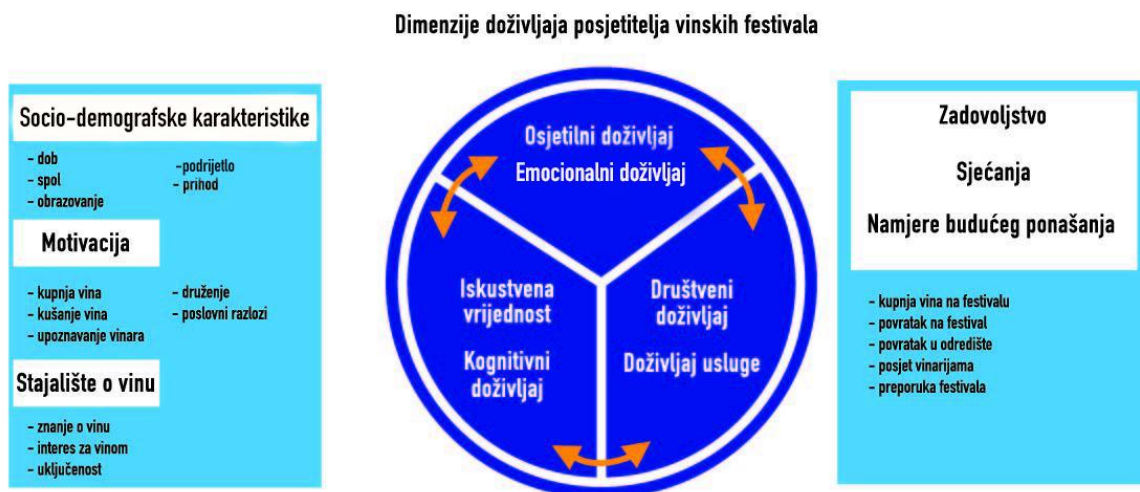 Dimenzije doživljaja posjetitelja vinskih festivala
Socio-demografske karakteristike
- dob
- spol
- obrazovanje
-podrijetlo
- prihod
Motivacija
- kupnja vina
- kušanje vina
- upoznavanje vinara
- druženje
- poslovni razlozi
Stajalište o vinu
- znanje o vinu
- interes za vinom
- uključenost
Osjetilni doživljaj
Emocionalni doživljaj
Iskustvena
vrijednost
Kognitivni
doživljaj
Društveni
doživljaj
Doživljaj usluge
Zadovoljstvo
Sjećanja
Namjere budućeg ponašanja
- kupnja vina na festivalu
- povratak na festival
- povratak u odredište
- posjet vinarijama
- preporuka festivala